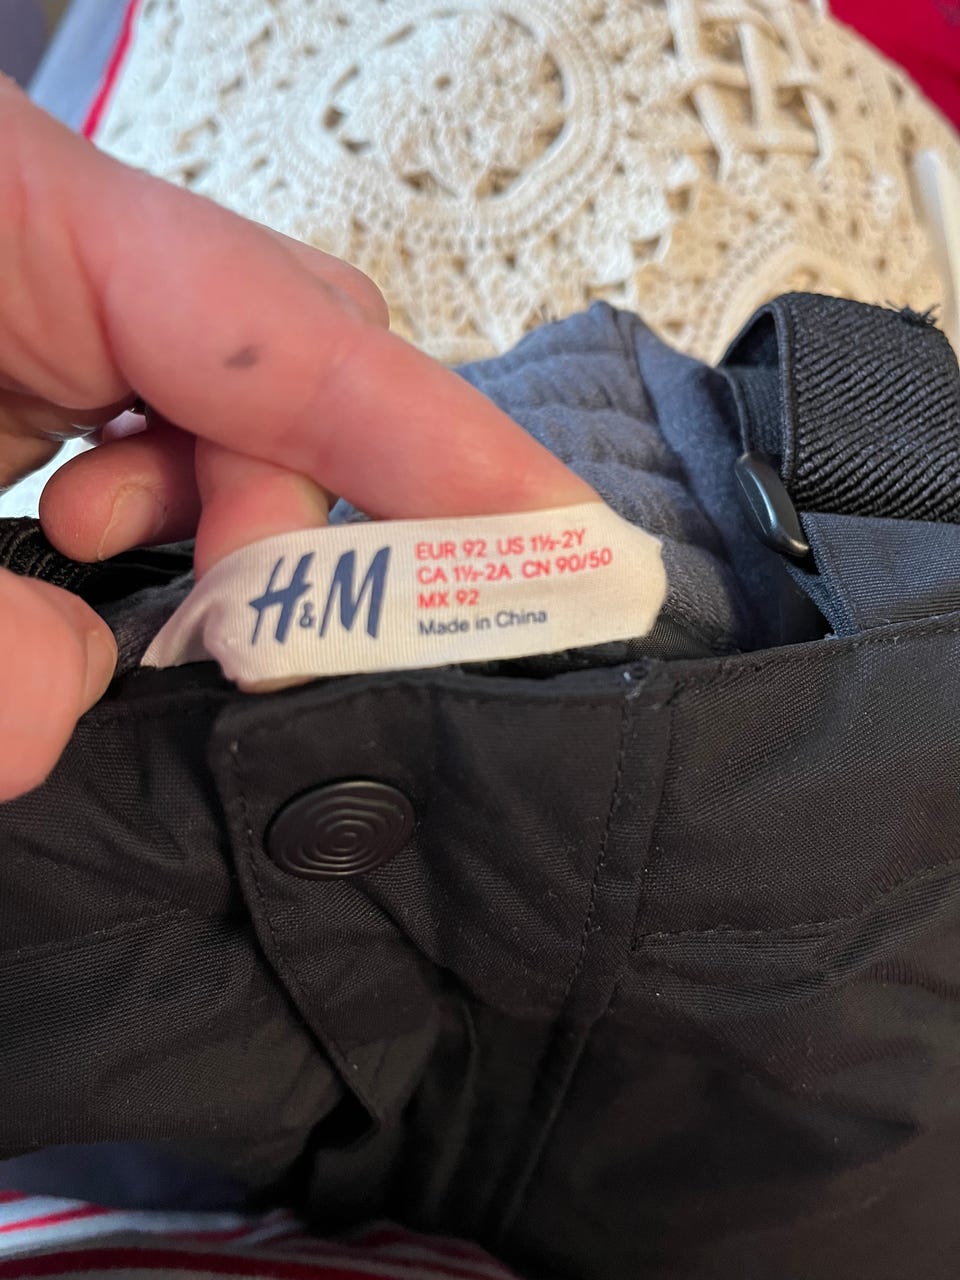 H&M
EUR 92 US 1½-2Y
CA 1½-2A CN 90/50
MX 92
Made in China